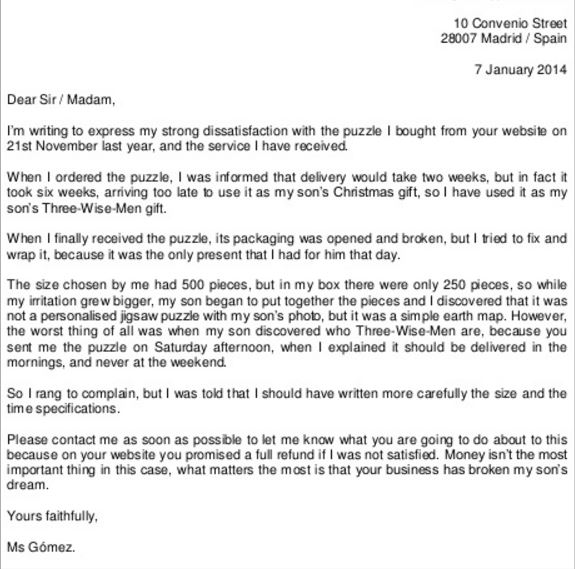 10 Convenio Street
28007 Madrid / Spain
7 January 2014
Dear Sir / Madam,
I'm writing to express my strong dissatisfaction with the puzzle I bought from your website on
21st November last year, and the service I have received.
When I ordered the puzzle, I was informed that delivery would take two weeks, but in fact it
took six weeks, arriving too late to use it as my son's Christmas gift, so I have used it as my
son's Three-Wise-Men gift.
When I finally received the puzzle, its packaging was opened and broken, but I tried to fix and
wrap it, because it was the only present that I had for him that day.
The size chosen by me had 500 pieces, but in my box there were only 250 pieces, so while
my irritation grew bigger, my son began to put together the pieces and I discovered that it was
not a personalised jigsaw puzzle with my son's photo, but it was a simple earth map. However,
the worst thing of all was when my son discovered who Three-Wise-Men are, because you
sent me the puzzle on Saturday afternoon, when I explained it should be delivered in the
mornings, and never at the weekend.
So I rang to complain, but I was told that I should have written more carefully the size and the
time specifications.
Please contact me as soon as possible to let me know what you are going to do about to this
because on your website you promised a full refund if I was not satisfied. Money isn't the most
important thing in this case, what matters the most is that your business has broken my son's
dream.
Yours faithfully,
Ms Gómez.